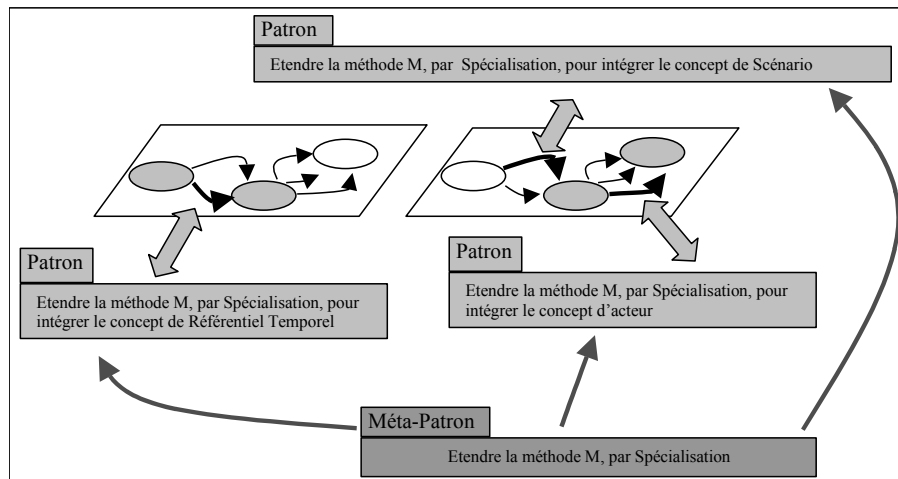 Patron
Etendre la méthode M, par Spécialisation, pour intégrer le concept de Scénario
Patron
Etendre la méthode M, par Spécialisation, pour
intégrer le concept de Référentiel Temporel
Patron
Etendre la méthode M, par Spécialisation, pour
intégrer le concept d'acteur
Méta-Patron
Etendre la méthode M, par Spécialisation